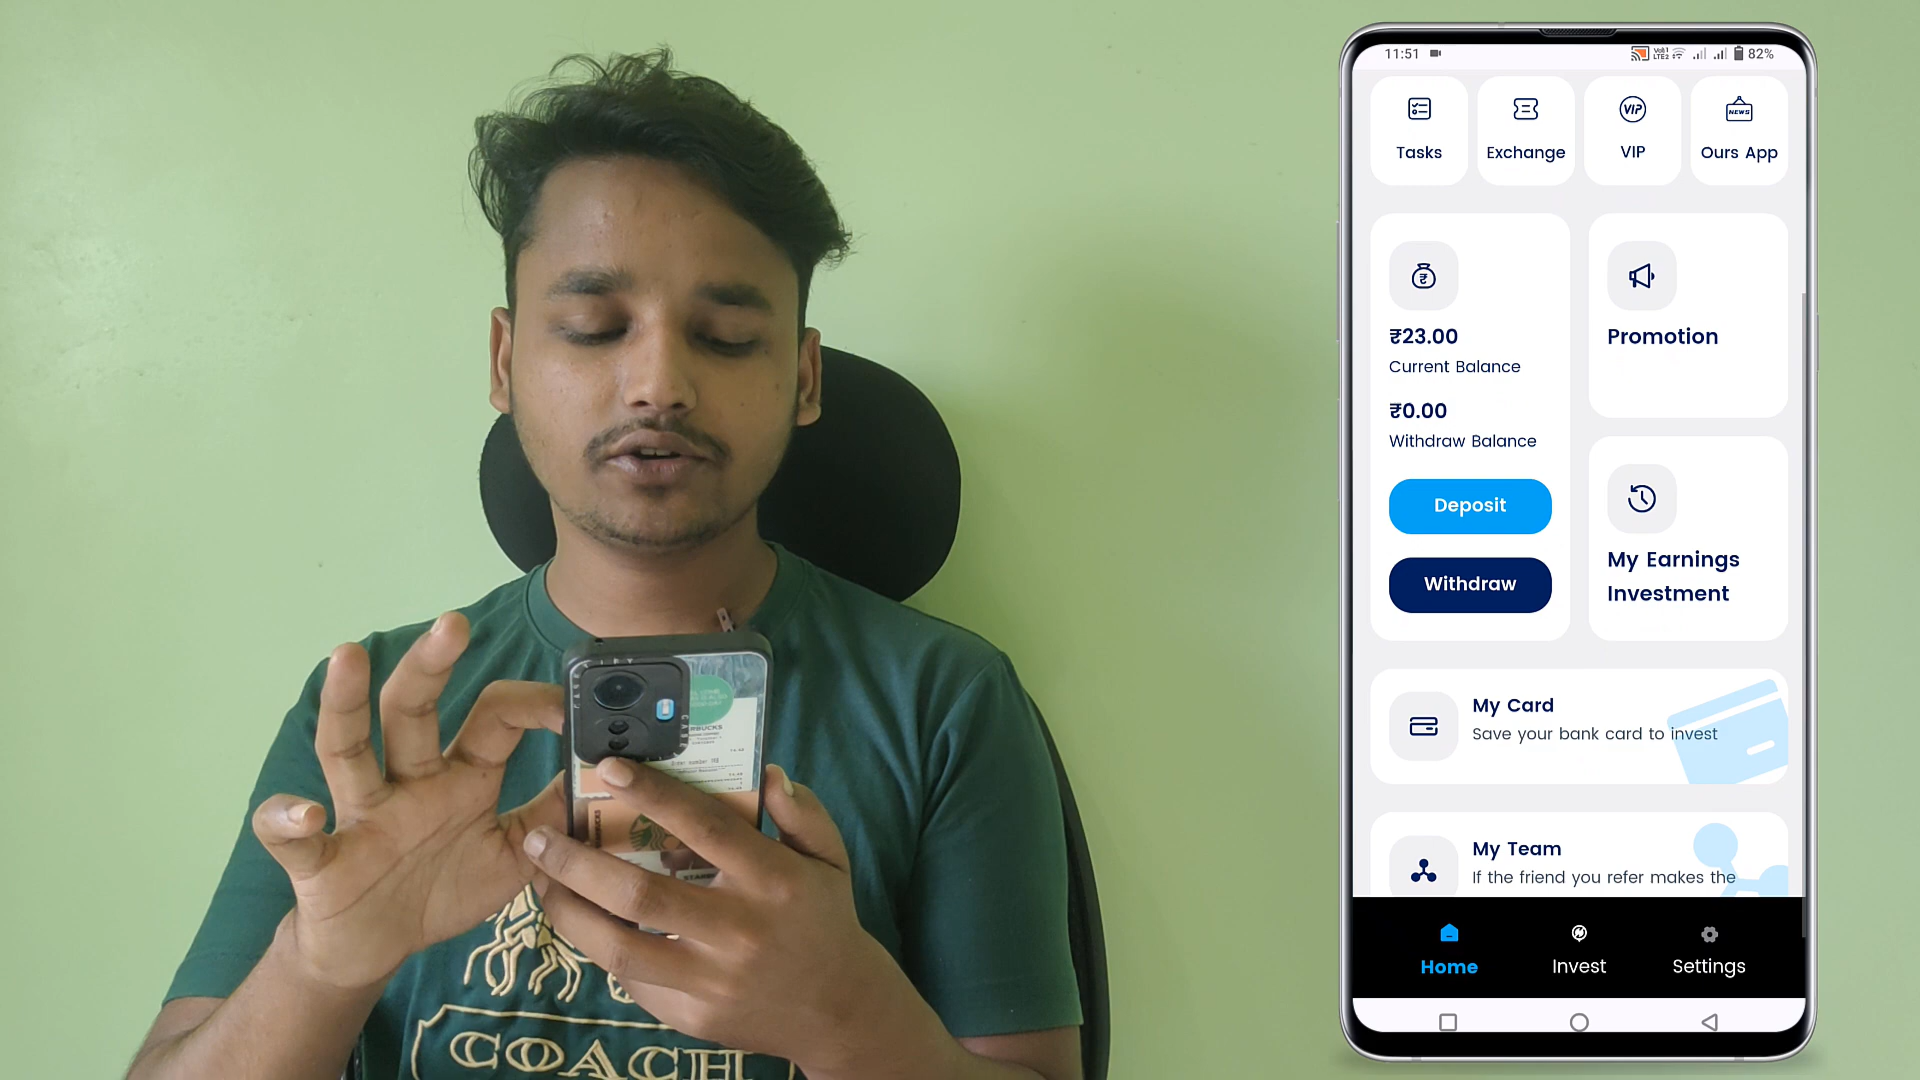 11:51
82%
Tasks
Exchange
VIP
VIP
NEWS
Ours App
₹23.00
Current Balance
₹0.00
Withdraw Balance
Deposit
Withdraw
Promotion
My Earnings
Investment
My Card
Save your bank card to invest
My Team
If the friend you refer makes the
Home
Invest
Settings
COACH